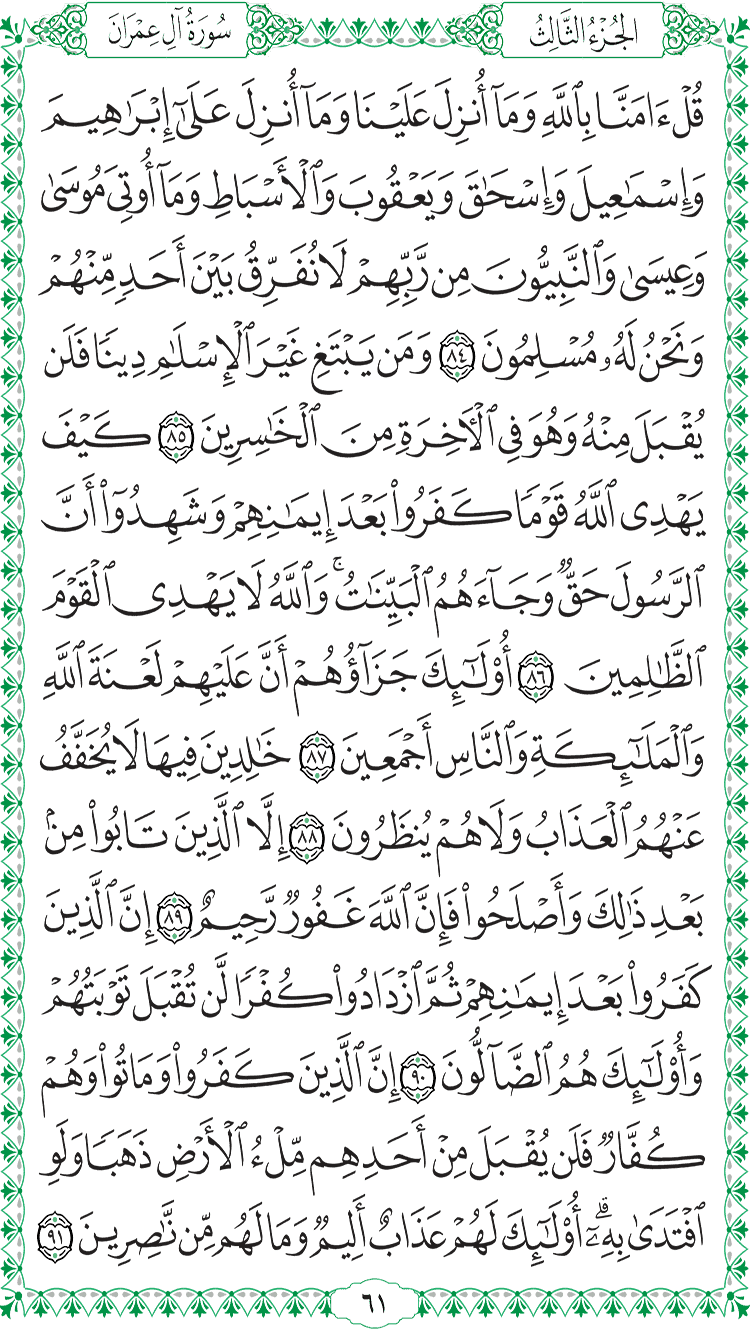 الجُزْءُ الثَّالِثُ
سُورَةُ آلِ عِمْرَانَ
قُلْ ءَامَنَّا بِٱللَّهِ وَمَآ أُنزِلَ عَلَيْنَا وَمَآ أُنزِلَ عَلَىٰٓ إِبْرَٰهِيمَ
وَإِسْمَٰعِيلَ وَإِسْحَٰقَ وَيَعْقُوبَ وَٱلْأَسْبَاطِ وَمَآ أُوتِىَ مُوسَىٰ
وَعِيسَىٰ وَٱلنَّبِيُّونَ مِن رَّبِّهِمْ لَا نُفَرِّقُ بَيْنَ أَحَدٍ مِّنْهُمْ
وَنَحْنُ لَهُۥ مُسْلِمُونَ ٨٤ وَمَن يَبْتَغِ غَيْرَ ٱلْإِسْلَٰمِ دِينًا فَلَن
يُقْبَلَ مِنْهُ وَهُوَ فِى ٱلْأَخِرَةِ مِنَ ٱلْخَٰسِرِينَ ٨٥ كَيْفَ
يَهْدِى ٱللَّهُ قَوْمًا كَفَرُوا۟ بَعْدَ إِيمَٰنِهِمْ وَشَهِدُوٓا۟ أَنَّ
ٱلرَّسُولَ حَقٌّ وَجَآءَهُمُ ٱلْبَيِّنَٰتُ ۚ وَٱللَّهُ لَا يَهْدِى ٱلْقَوْمَ
ٱلظَّٰلِمِينَ ٨٦ أُو۟لَٰٓئِكَ جَزَآؤُهُمْ أَنَّ عَلَيْهِمْ لَعْنَةَ ٱللَّهِ
وَٱلْمَلَٰٓئِكَةِ وَٱلنَّاسِ أَجْمَعِينَ ٨٧ خَٰلِدِينَ فِيهَا لَا يُخَفَّفُ
عَنْهُمُ ٱلْعَذَابُ وَلَا هُمْ يُنظَرُونَ ٨٨ إِلَّا ٱلَّذِينَ تَابُوا۟ مِنۢ
بَعْدِ ذَٰلِكَ وَأَصْلَحُوا۟ فَإِنَّ ٱللَّهَ غَفُورٌ رَّحِيمٌ ٨٩ إِنَّ ٱلَّذِينَ
كَفَرُوا۟ بَعْدَ إِيمَٰنِهِمْ ثُمَّ ٱزْدَادُوا۟ كُفْرًا لَّن تُقْبَلَ تَوْبَتُهُمْ
وَأُو۟لَٰٓئِكَ هُمُ ٱلضَّآلُّونَ ٩٠ إِنَّ ٱلَّذِينَ كَفَرُوا۟ وَمَاتُوا۟ وَهُمْ
كُفَّارٌ فَلَن يُقْبَلَ مِنْ أَحَدِهِم مِّلْءُ ٱلْأَرْضِ ذَهَبًا وَلَوِ
ٱفْتَدَىٰ بِهِۦٓ ۗ أُو۟لَٰٓئِكَ لَهُمْ عَذَابٌ أَلِيمٌ وَمَا لَهُم مِّن نَّٰصِرِينَ ٩١
٦١